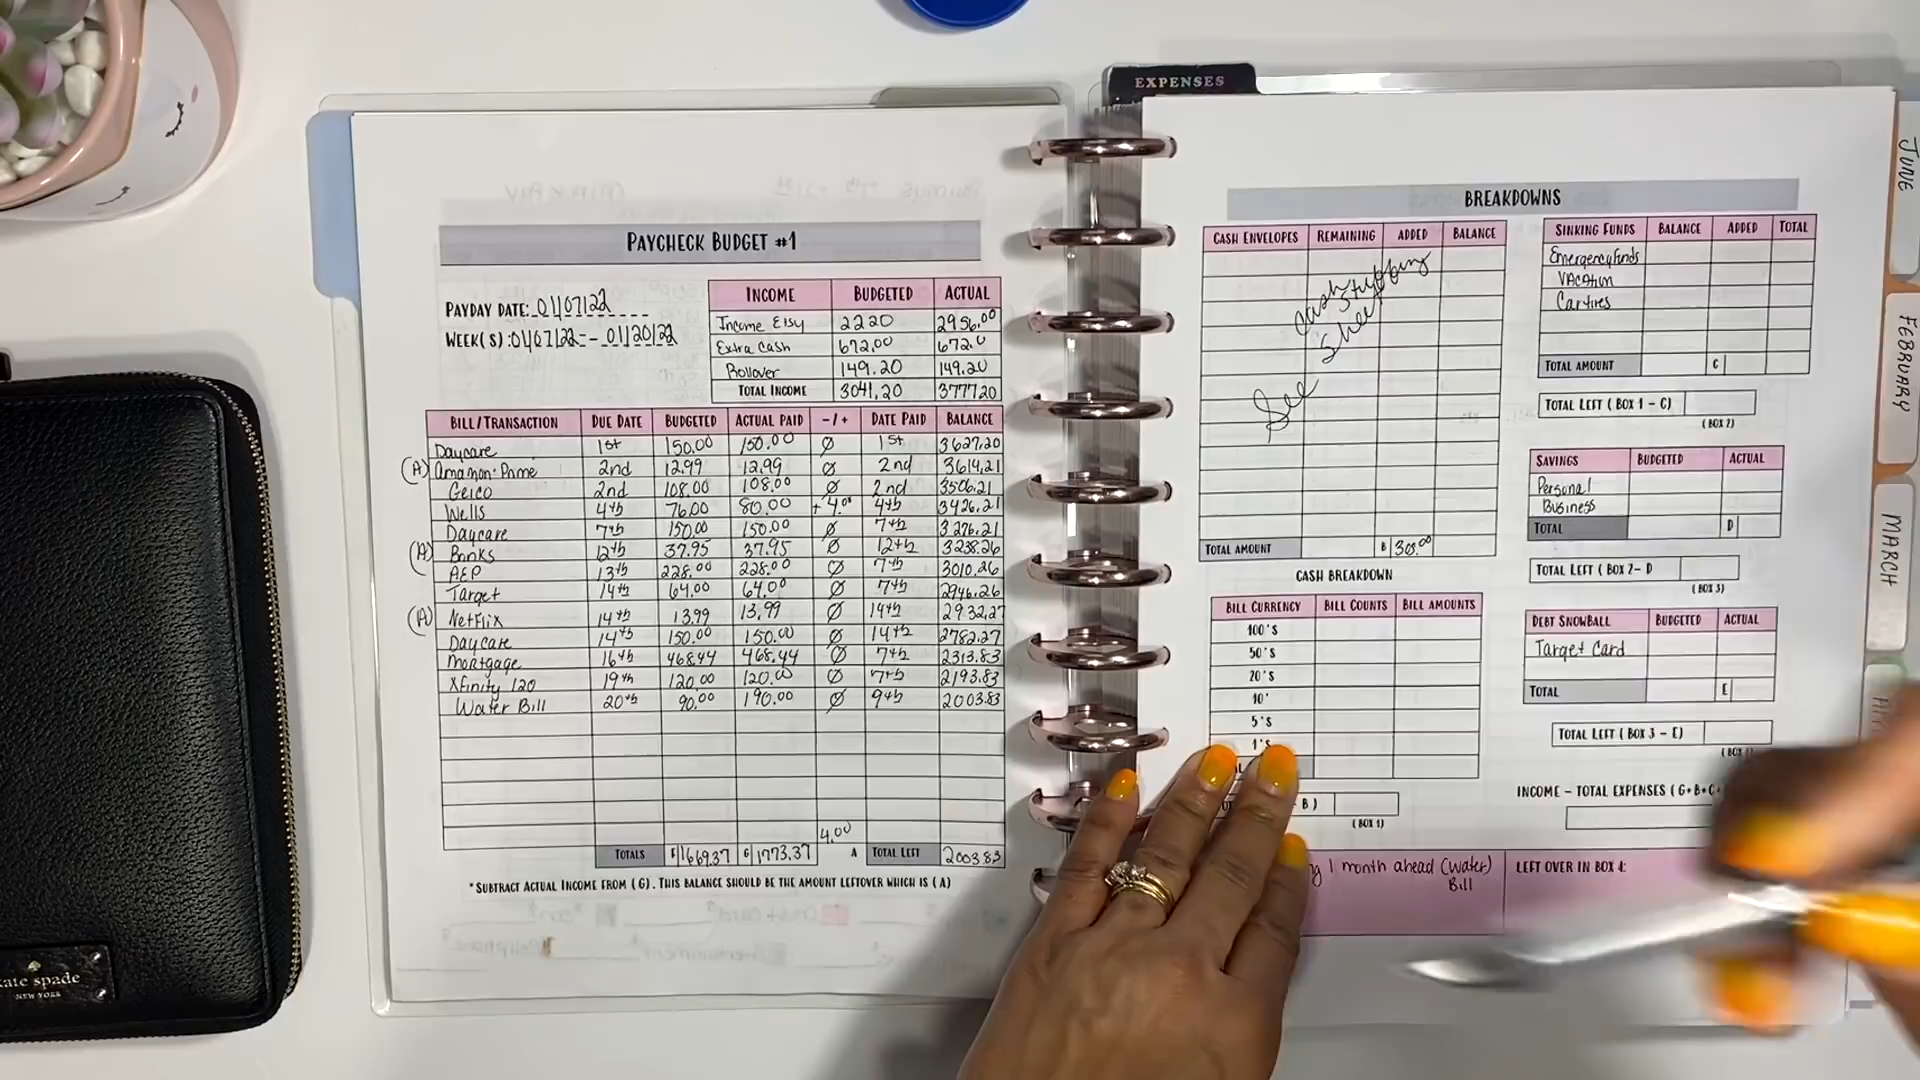 EXPENSES
JUNE
FEBRUARY
MARCH
PAYCHECK BUDGET #1
PAYDAY DATE: 01/07/22
WEEK(S): 01/07/22 - 01/20/22
INCOME BUDGETED ACTUAL
Income Elsy 2220 2956.00
Extra Cash 672.00 672.0
Rollover 149.20 149.20
TOTAL INCOME 3041.20 3777.20
BILL/TRANSACTION DUE DATE BUDGETED ACTUAL PAID -/+ DATE PAID BALANCE
Daycare 1st 150.00 150.00 Ø 1st 3627.20
(A) Amazon Prime 2nd 12.99 12.99 Ø 2nd 3614.21
Geico 2nd 108.00 108.00 Ø 2nd 3506.21
Wells 4th 76.00 80.00 +4.00 4th 3426.21
Daycare 7th 150.00 150.00 Ø 7th 3276.21
(A) Banks 12th 37.95 37.95 Ø 12th 3238.26
AEP 13th 228.00 228.00 Ø 7th 3010.26
Target 14th 64.00 64.00 Ø 7th 2946.26
(A) Netflix 14th 13.99 13.99 Ø 14th 2932.27
Daycare 14th 150.00 150.00 Ø 14th 2782.27
Mortgage 16th 468.44 468.44 Ø 7th 2313.83
Xfinity 120 19th 120.00 120.00 Ø 7th 2193.83
Water Bill 20th 90.00 190.00 Ø 9th 2003.83
4.00
TOTALS F 1669.37 G 1773.37 A TOTAL LEFT 2003.83
*SUBTRACT ACTUAL INCOME FROM (G). THIS BALANCE SHOULD BE THE AMOUNT LEFTOVER WHICH IS (A)
BREAKDOWNS
CASH ENVELOPES REMAINING ADDED BALANCE
See Cash Stuffing Sheet
TOTAL AMOUNT B 305.00
CASH BREAKDOWN
BILL CURRENCY BILL COUNTS BILL AMOUNTS
100'S
50'S
20'S
10'
5'S
1'S
B)
(BOX 1)
1 month ahead (Water)
Bill
SINKING FUNDS BALANCE ADDED TOTAL
Emergency funds
Vacation
Car tires
TOTAL AMOUNT C
TOTAL LEFT (BOX 1 - C)
(BOX 2)
SAVINGS BUDGETED ACTUAL
Personal
Business
TOTAL D
TOTAL LEFT (BOX 2- D
(BOX 3)
DEBT SNOWBALL BUDGETED ACTUAL
Target Card
TOTAL E
TOTAL LEFT (BOX 3 - E)
INCOME - TOTAL EXPENSES (G+B+C+
LEFT OVER IN BOX 4:
kate spade
NEW YORK